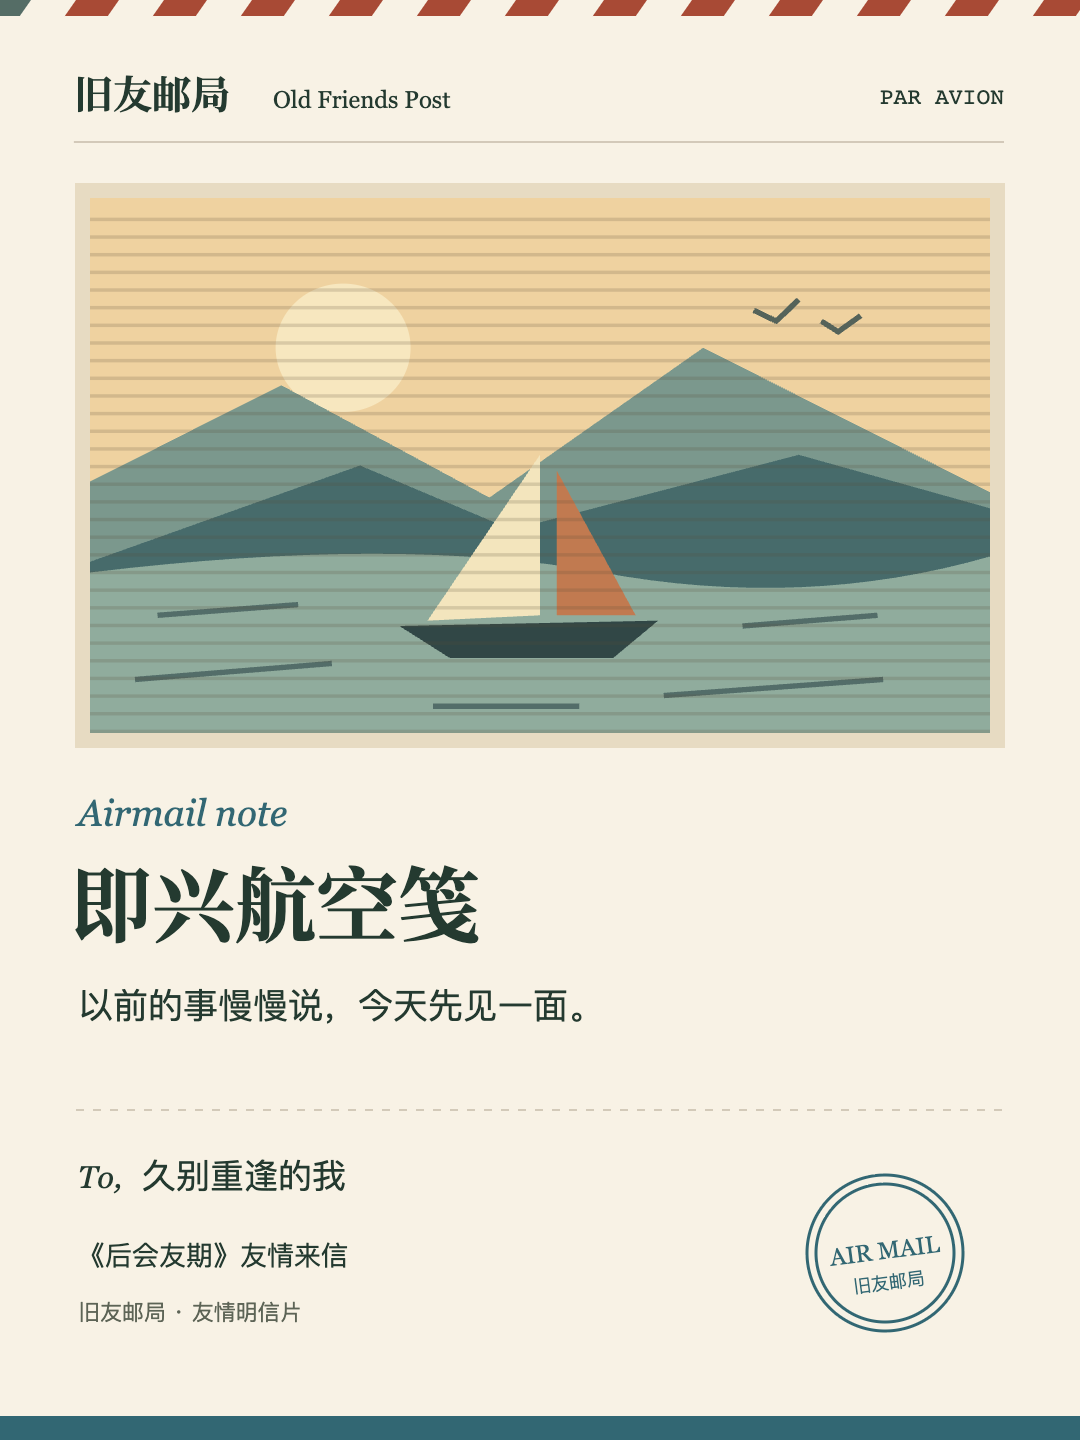 旧友邮局 Old Friends Post PAR AVION
Airmail note
即兴航空笺
以前的事慢慢说，今天先见一面。
To, 久别重逢的我
《后会友期》友情来信
旧友邮局 · 友情明信片
AIR MAIL
旧友邮局